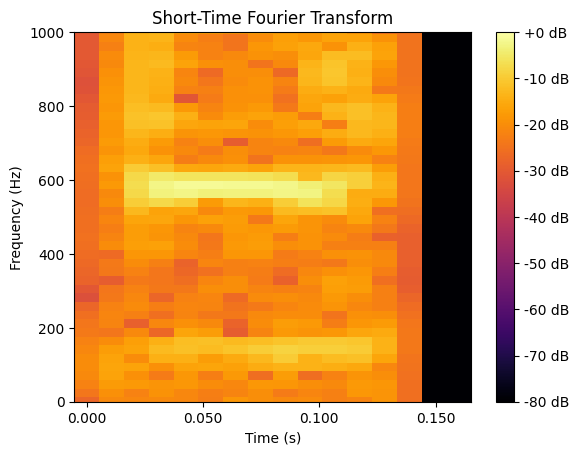 Short-Time Fourier Transform
1000
800
600
400
200
0
Frequency (Hz)
0.000
0.050
0.100
0.150
Time (s)
+0 dB
-10 dB
-20 dB
-30 dB
-40 dB
-50 dB
-60 dB
-70 dB
-80 dB